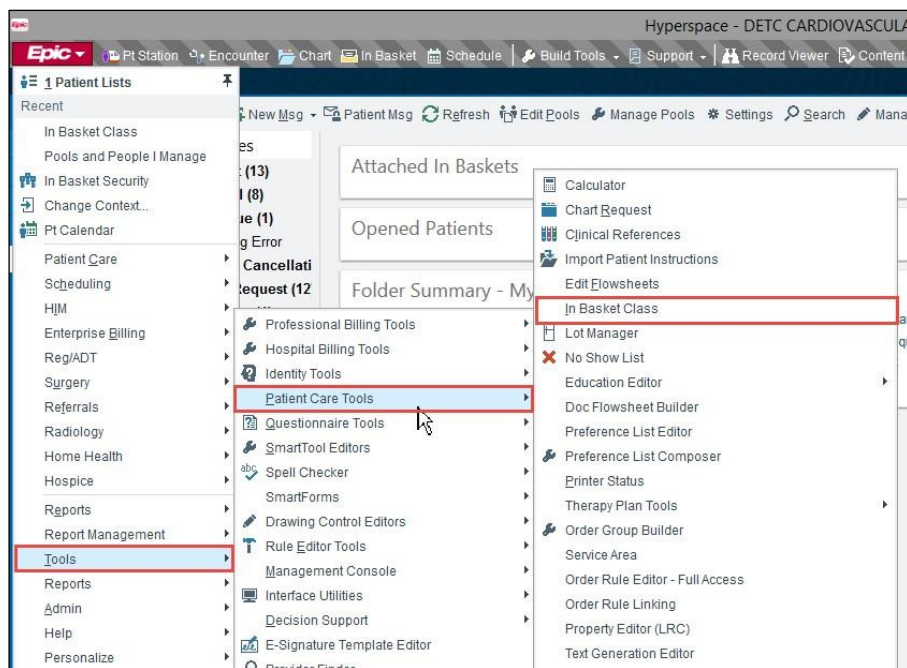 Epic
Hyperspace - DETC CARDIOVASCULA
Epic Pt Station Encounter Chart In Basket Schedule Build Tools Support Record Viewer Content
1 Patient Lists
Recent
In Basket Class
Pools and People I Manage
In Basket Security
Change Context...
Pt Calendar
Patient Care
Scheduling
HIM
Enterprise Billing
Reg/ADT
Surgery
Referrals
Radiology
Home Health
Hospice
Reports
Report Management
Tools
Reports
Admin
Help
Personalize
New Msg Patient Msg Refresh Edit Pools Manage Pools Settings Search Mana
es
(13)
(8)
ue (1)
g Error
Cancellati
equest (12
Attached In Baskets
Opened Patients
Folder Summary - My
Professional Billing Tools
Hospital Billing Tools
Identity Tools
Patient Care Tools
Questionnaire Tools
SmartTool Editors
abc Spell Checker
SmartForms
Drawing Control Editors
Rule Editor Tools
Management Console
Interface Utilities
Decision Support
E-Signature Template Editor
Provider Finder
Calculator
Chart Request
Clinical References
Import Patient Instructions
Edit Flowsheets
In Basket Class
Lot Manager
No Show List
Education Editor
Doc Flowsheet Builder
Preference List Editor
Preference List Composer
Printer Status
Therapy Plan Tools
Order Group Builder
Service Area
Order Rule Editor - Full Access
Order Rule Linking
Property Editor (LRC)
Text Generation Editor